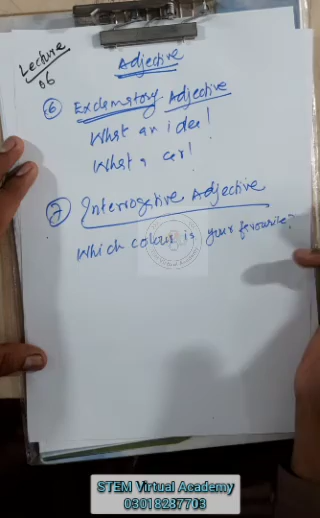 Lecture
06
Adjective
⑥ Exclamatory Adjective
What an idea!
What a car!
⑦ Interrogative Adjective
Which colour is your favourite?
STEM Virtual Academy
03018287703